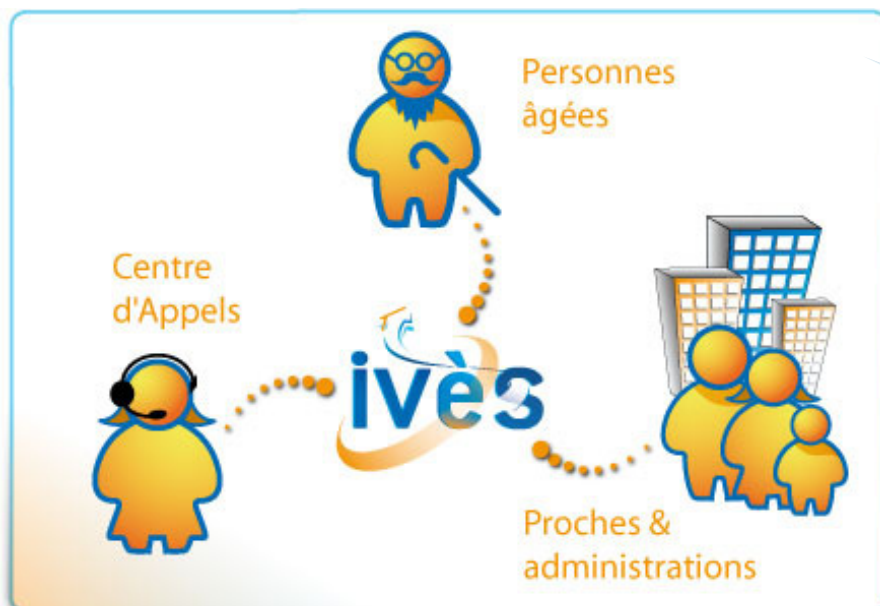 Personnes
âgées
Centre
d'Appels
ivès
Proches &
administrations